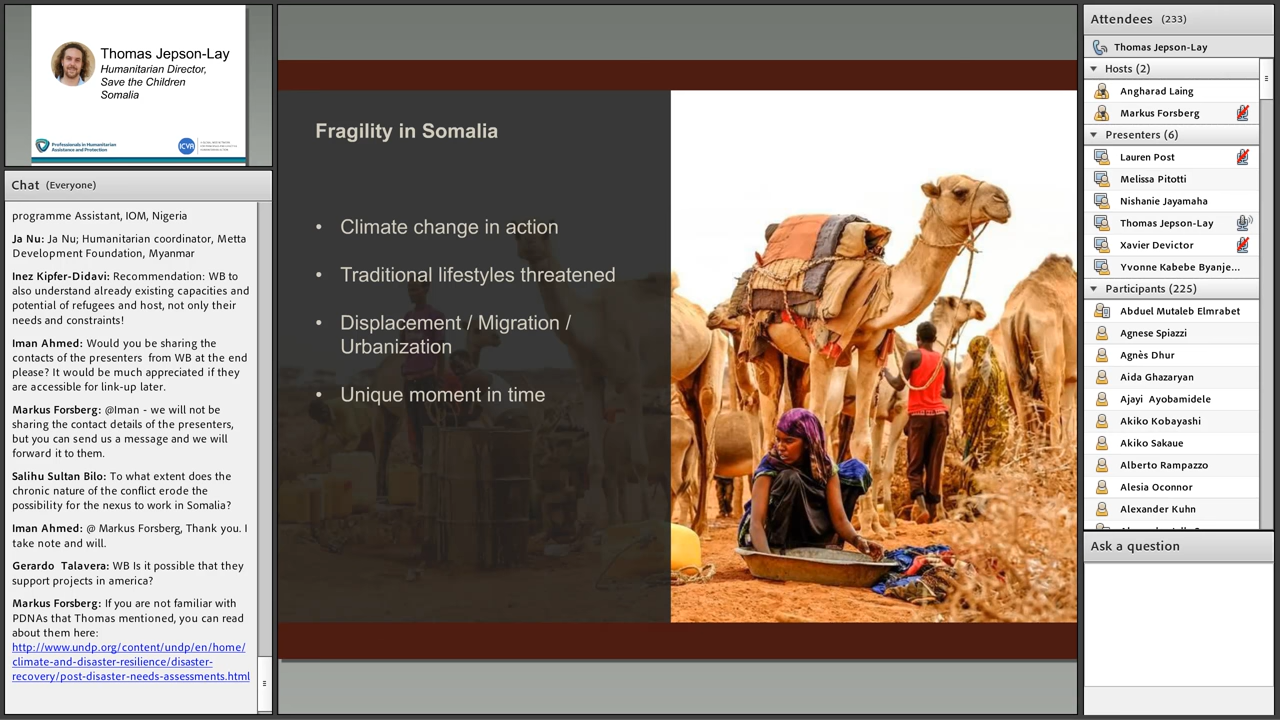 Thomas Jepson-Lay
Humanitarian Director,
Save the Children
Somalia
Professionals in Humanitarian
Assistance and Protection
ICVA
Chat (Everyone)
programme Assistant, IOM, Nigeria
Ja Nu: Ja Nu; Humanitarian coordinator, Metta
Development Foundation, Myanmar
Inez Kipfer-Didavi: Recommendation: WB to
also understand already existing capacities and
potential of refugees and host, not only their
needs and constraints!
Iman Ahmed: Would you be sharing the
contacts of the presenters from WB at the end
please? It would be much appreciated if they
are accessible for link-up later.
Markus Forsberg: @Iman - we will not be
sharing the contact details of the presenters,
but you can send us a message and we will
forward it to them.
Salihu Sultan Bilo: To what extent does the
chronic nature of the conflict erode the
possibility for the nexus to work in Somalia?
Iman Ahmed: @ Markus Forsberg, Thank you. I
take note and will.
Gerardo Talavera: WB Is it possible that they
support projects in america?
Markus Forsberg: If you are not familiar with
PDNAs that Thomas mentioned, you can read
about them here:
http://www.undp.org/content/undp/en/home/
climate-and-disaster-resilience/disaster-
recovery/post-disaster-needs-assessments.html
Fragility in Somalia
• Climate change in action
• Traditional lifestyles threatened
• Displacement / Migration /
Urbanization
• Unique moment in time
Attendees (233)
Thomas Jepson-Lay
Hosts (2)
Angharad Laing
Markus Forsberg
Presenters (6)
Lauren Post
Melissa Pitotti
Nishanie Jayamaha
Thomas Jepson-Lay
Xavier Devictor
Yvonne Kabebe Byanje...
Participants (225)
Abduel Mutaleb Elmrabet
Agnese Spiazzi
Agnès Dhur
Aida Ghazaryan
Ajayi Ayobamidele
Akiko Kobayashi
Akiko Sakaue
Alberto Rampazzo
Alesia Oconnor
Alexander Kuhn
Ask a question